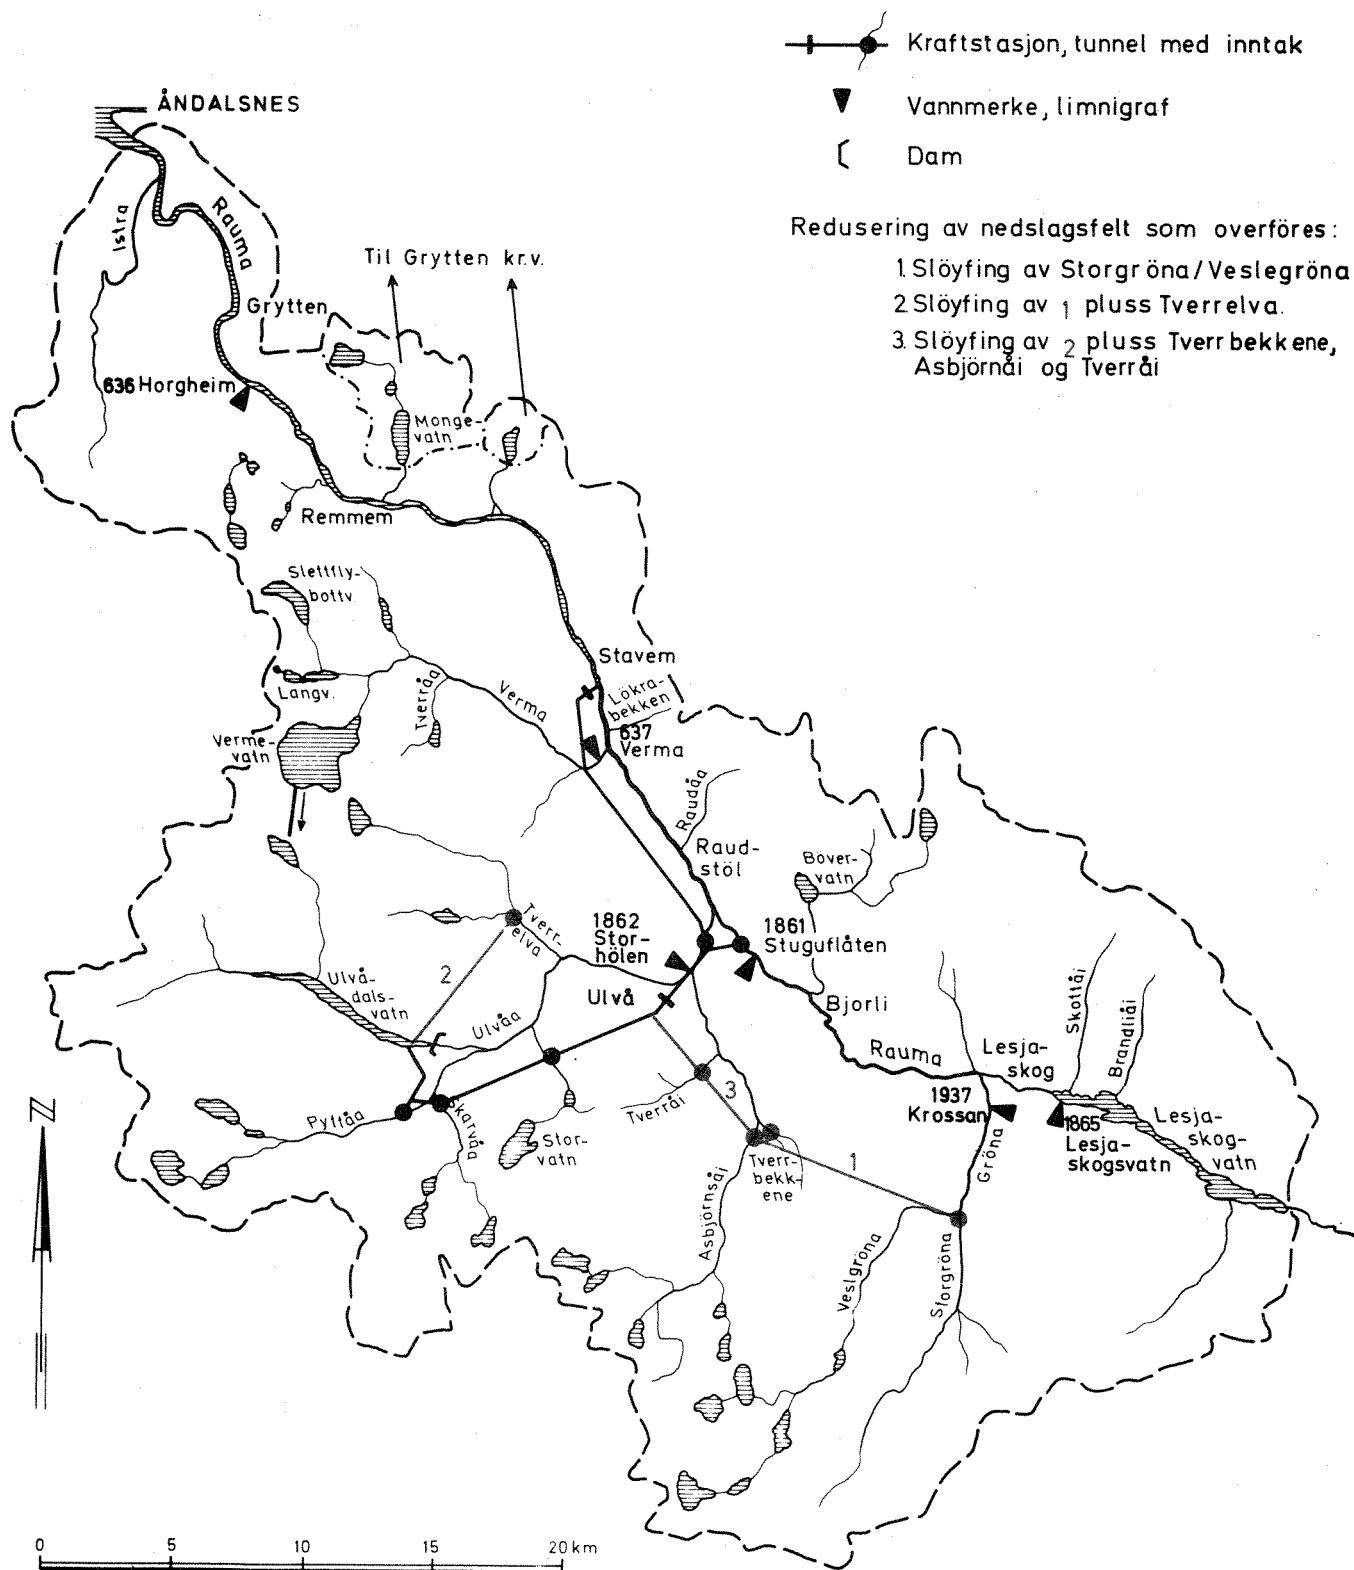 Kraftstasjon, tunnel med inntak
Vannmerke, limnigraf
Dam
Redusering av nedslagsfelt som overföres:
1. Slöyfing av Storgröna/Veslegröna
2. Slöyfing av 1 pluss Tverrelva.
3. Slöyfing av 2 pluss Tverrbekkene,
Asbjörnåi og Tverråi
ÅNDALSNES
Istra
Rauma
Til Grytten kr.v.
Grytten
636 Horgheim
Monge-
vatn
Remmem
Slettfly-
bottv.
Stavem
Langv.
Tverråa
Verma
Lökra-
bekken
637
Verma
Verme-
vatn
Raudåa
Raud-
stöl
Böver-
vatn
Tverr-
elva
1862
Stor-
hölen
1861
Stuguflåten
2
Ulvå-
dals-
vatn
Ulvåa
Ulvå
Bjorli
Rauma
Lesja-
skog
Skottåi
Brandliåi
1937
Krossan
1865
Lesja-
skogsvatn
Lesja-
skog-
vatn
Pyttåa
Skarvåa
Stor-
vatn
Tverråi
3
Tverr-
bekk-
ene
1
Gröna
Asbjörnsåi
Veslgröna
Storgröna
N
0 5 10 15 20 km